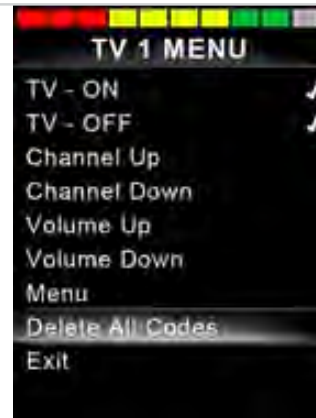 TV 1 MENU
TV - ON
TV - OFF
Channel Up
Channel Down
Volume Up
Volume Down
Menu
Delete All Codes
Exit